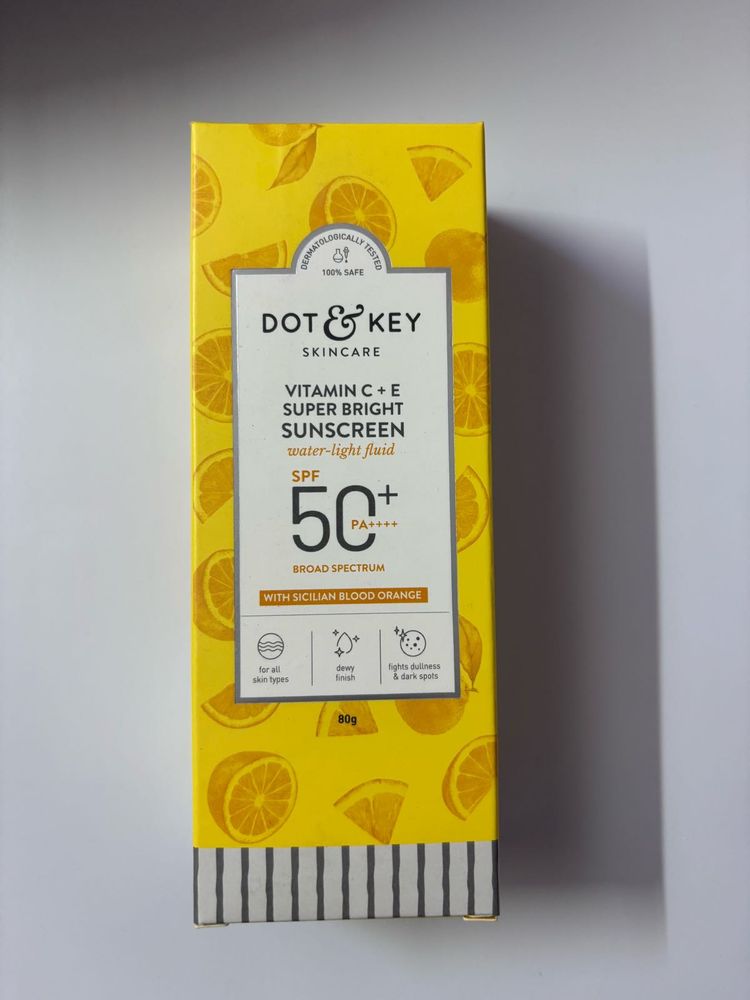 DERMATOLOGICALLY TESTED
100% SAFE
DOT & KEY
SKINCARE
VITAMIN C + E
SUPER BRIGHT
SUNSCREEN
water-light fluid
SPF
50+
PA++++
BROAD SPECTRUM
WITH SICILIAN BLOOD ORANGE
for all
skin types
dewy
finish
fights dullness
& dark spots
80g